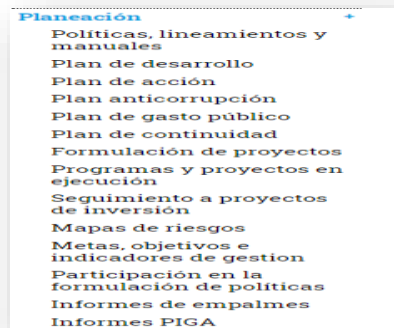 Planeación +
Políticas, lineamientos y
manuales
Plan de desarrollo
Plan de acción
Plan anticorrupción
Plan de gasto público
Plan de continuidad
Formulación de proyectos
Programas y proyectos en
ejecución
Seguimiento a proyectos
de inversión
Mapas de riesgos
Metas, objetivos e
indicadores de gestion
Participación en la
formulación de políticas
Informes de empalmes
Informes PIGA